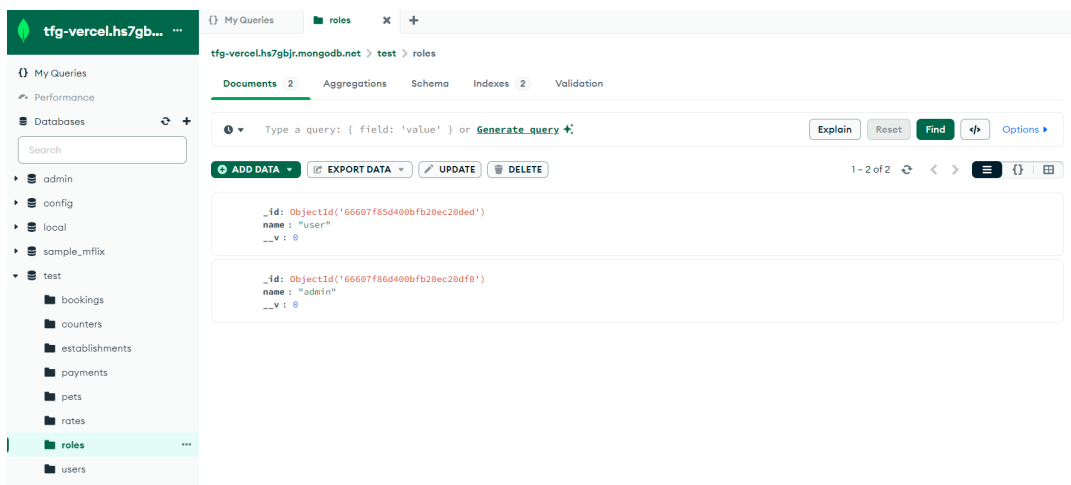 tfg-vercel.hs7gb... ...
My Queries
Performance
Databases
Search
admin
config
local
sample_mflix
test
bookings
counters
establishments
payments
pets
rates
roles ...
users
{} My Queries
roles
tfg-vercel.hs7gbjr.mongodb.net > test > roles
Documents 2 Aggregations Schema Indexes 2 Validation
Type a query: { field: 'value' } or Generate query
Explain Reset Find </> Options
ADD DATA EXPORT DATA UPDATE DELETE
1 – 2 of 2 {}
_id: ObjectId('66607f85d400bfb20ec20ded')
name : "user"
__v : 0
_id: ObjectId('66607f86d400bfb20ec20df0')
name : "admin"
__v : 0